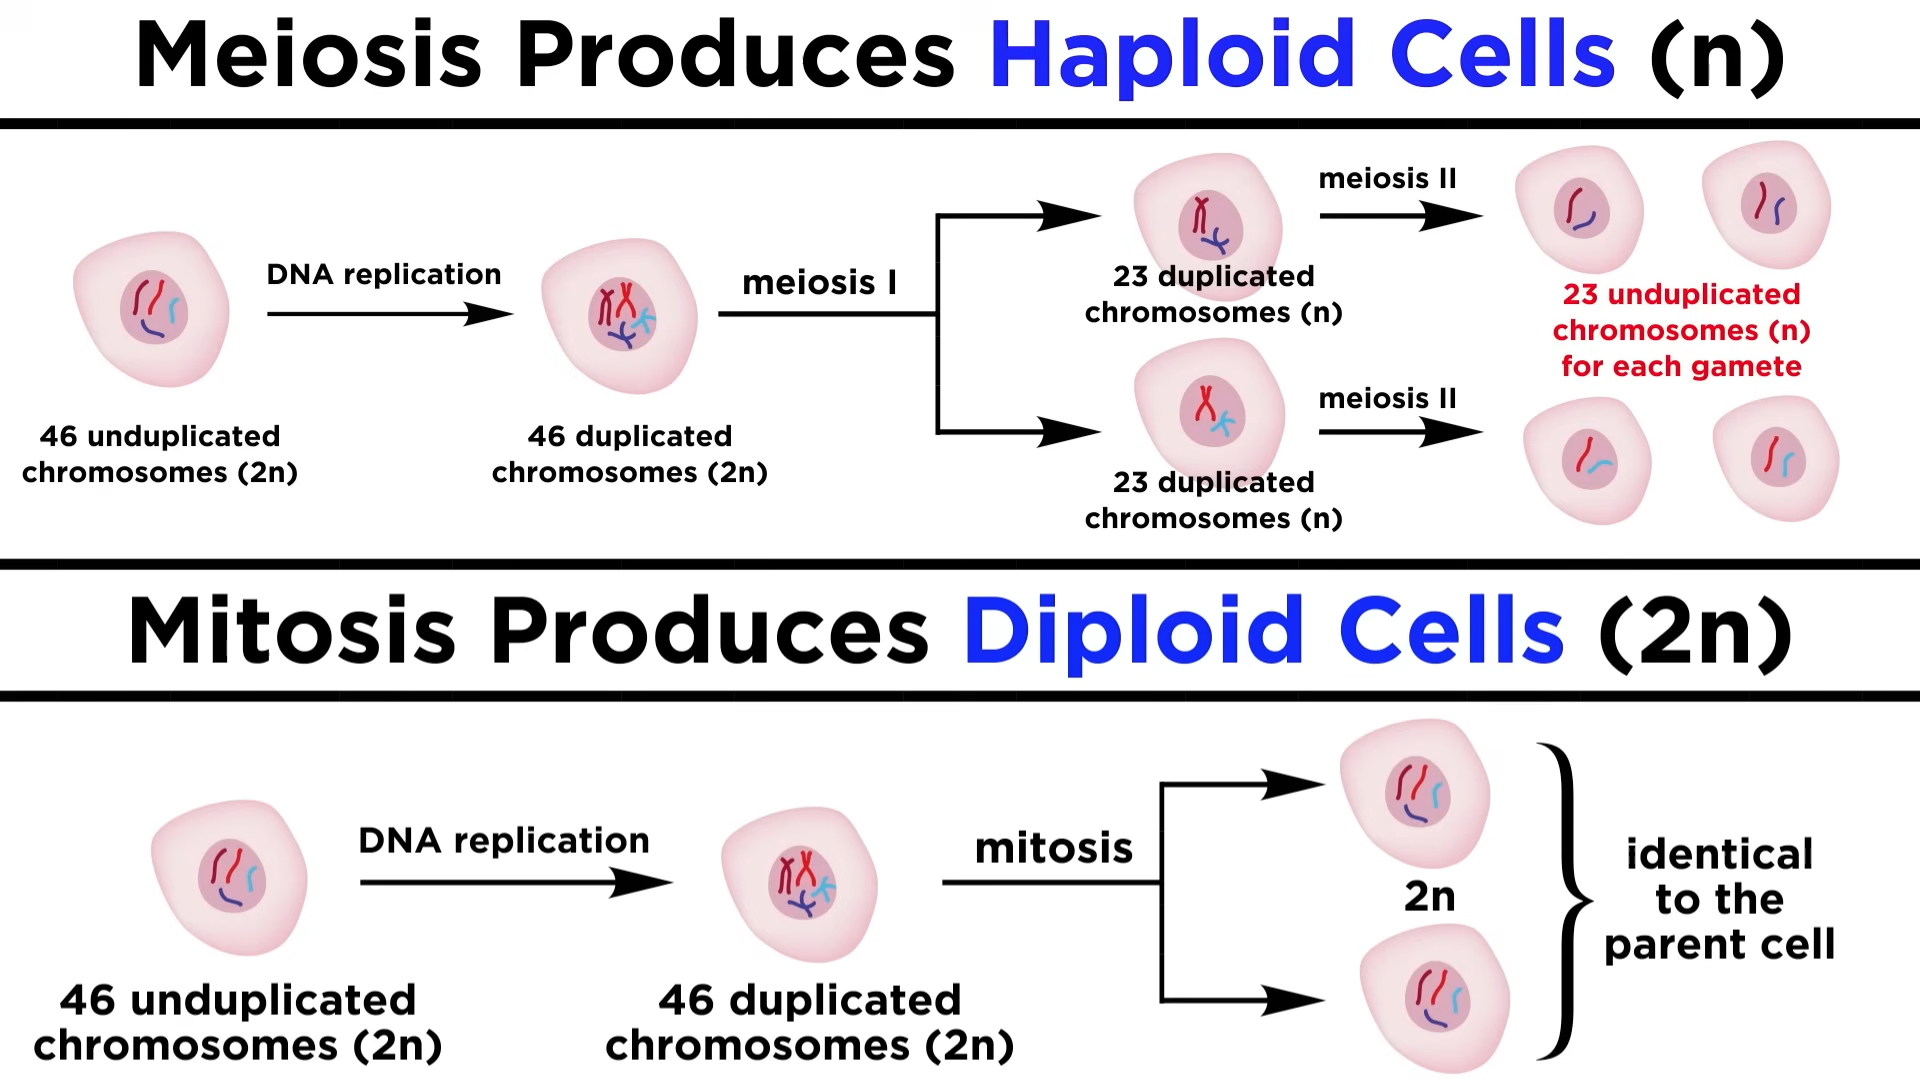 Meiosis Produces Haploid Cells (n)
46 unduplicated
chromosomes (2n)
DNA replication
46 duplicated
chromosomes (2n)
meiosis I
23 duplicated
chromosomes (n)
meiosis II
23 duplicated
chromosomes (n)
meiosis II
23 unduplicated
chromosomes (n)
for each gamete
Mitosis Produces Diploid Cells (2n)
46 unduplicated
chromosomes (2n)
DNA replication
46 duplicated
chromosomes (2n)
mitosis
2n
identical
to the
parent cell